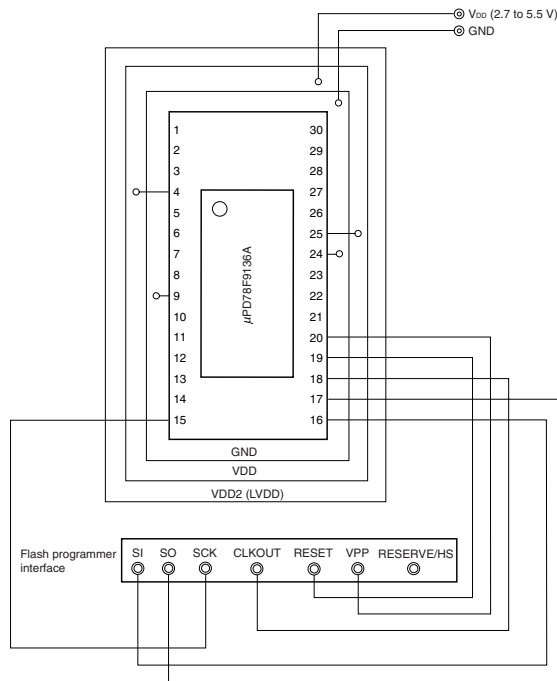 VDD (2.7 to 5.5 V)
GND
1 30
2 29
3 28
4 27
5 26
6 25
7 24
8 23
9 22
10 21
11 20
12 19
13 18
14 17
15 16
μPD78F9136A
GND
VDD
VDD2 (LVDD)
Flash programmer
interface
SI SO SCK CLKOUT RESET VPP RESERVE/HS